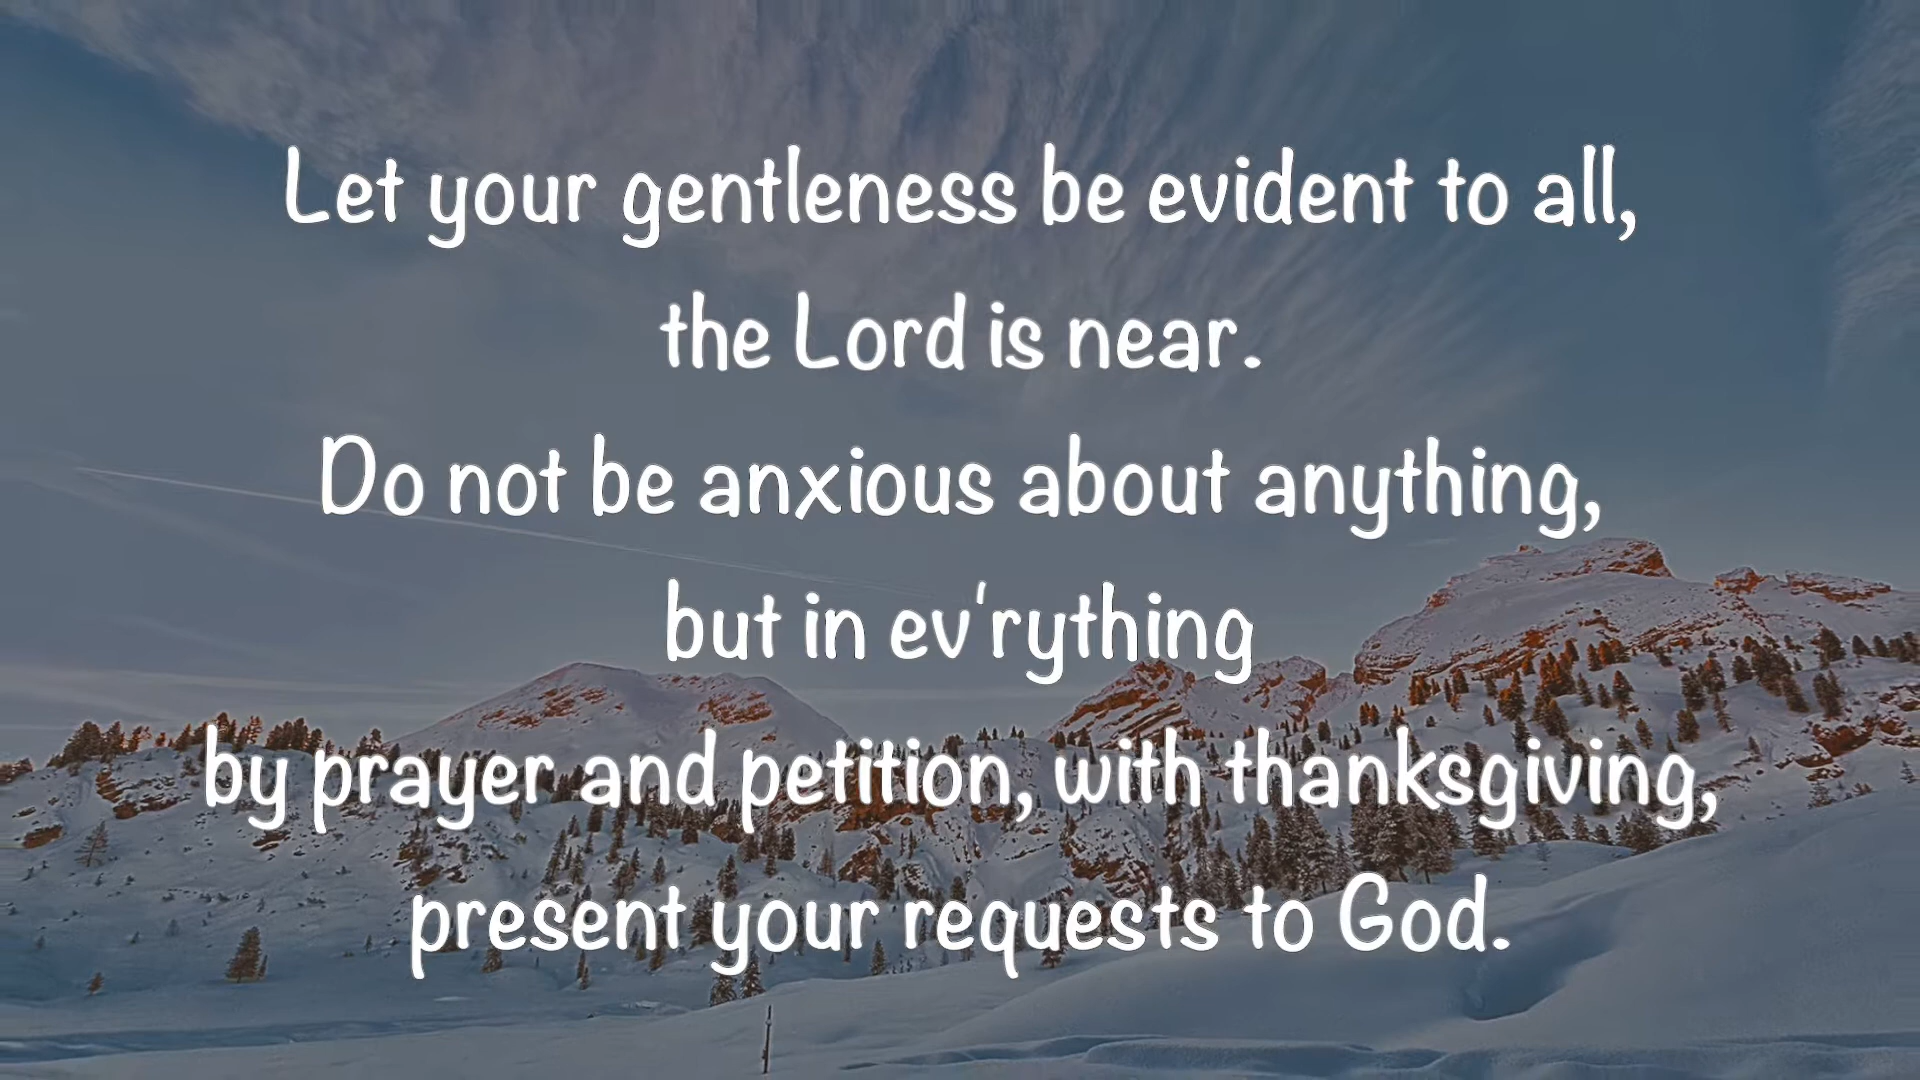 Let your gentleness be evident to all,
the Lord is near.
Do not be anxious about anything,
but in ev'rything
by prayer and petition, with thanksgiving,
present your requests to God.